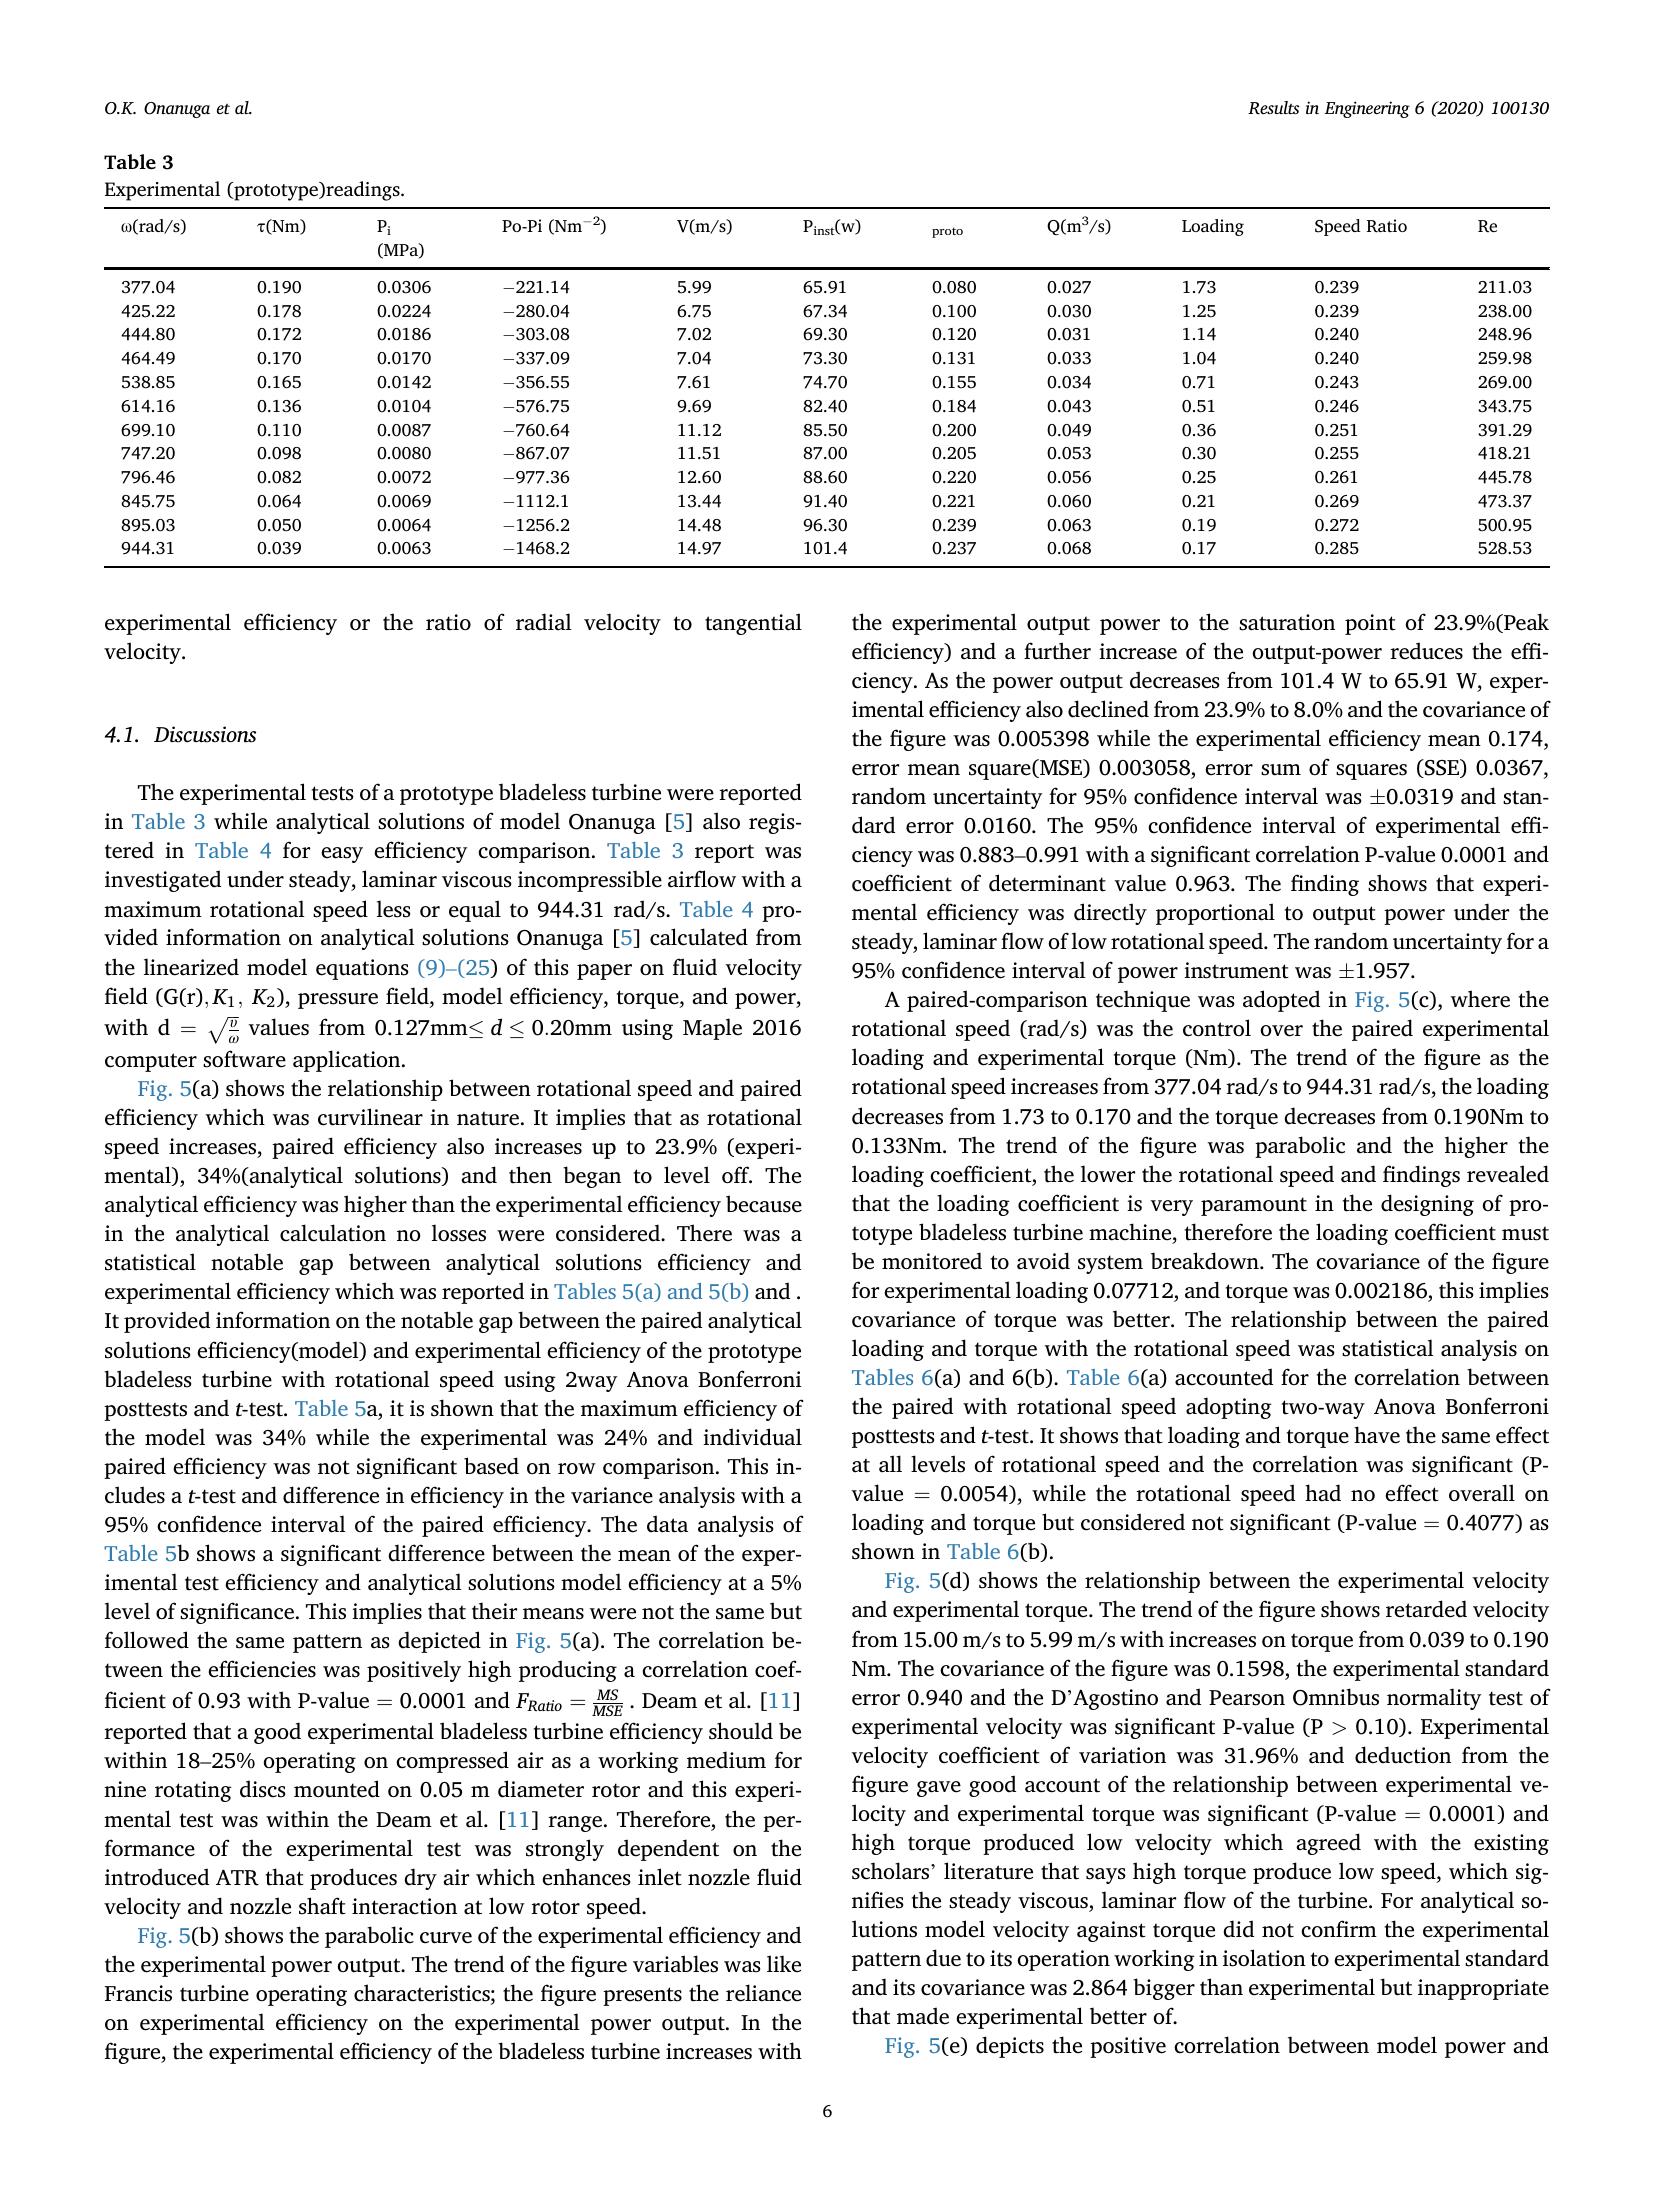 O.K. Onanuga et al.
Results in Engineering 6 (2020) 100130
Table 3
Experimental (prototype)readings.
ω(rad/s) τ(Nm) Pi (MPa) Po-Pi (Nm−2) V(m/s) Pinst(w) proto Q(m3/s) Loading Speed Ratio Re
377.04 0.190 0.0306 −221.14 5.99 65.91 0.080 0.027 1.73 0.239 211.03
425.22 0.178 0.0224 −280.04 6.75 67.34 0.100 0.030 1.25 0.239 238.00
444.80 0.172 0.0186 −303.08 7.02 69.30 0.120 0.031 1.14 0.240 248.96
464.49 0.170 0.0170 −337.09 7.04 73.30 0.131 0.033 1.04 0.240 259.98
538.85 0.165 0.0142 −356.55 7.61 74.70 0.155 0.034 0.71 0.243 269.00
614.16 0.136 0.0104 −576.75 9.69 82.40 0.184 0.043 0.51 0.246 343.75
699.10 0.110 0.0087 −760.64 11.12 85.50 0.200 0.049 0.36 0.251 391.29
747.20 0.098 0.0080 −867.07 11.51 87.00 0.205 0.053 0.30 0.255 418.21
796.46 0.082 0.0072 −977.36 12.60 88.60 0.220 0.056 0.25 0.261 445.78
845.75 0.064 0.0069 −1112.1 13.44 91.40 0.221 0.060 0.21 0.269 473.37
895.03 0.050 0.0064 −1256.2 14.48 96.30 0.239 0.063 0.19 0.272 500.95
944.31 0.039 0.0063 −1468.2 14.97 101.4 0.237 0.068 0.17 0.285 528.53
experimental efficiency or the ratio of radial velocity to tangential
velocity.
4.1. Discussions
The experimental tests of a prototype bladeless turbine were reported
in Table 3 while analytical solutions of model Onanuga [5] also regis-
tered in Table 4 for easy efficiency comparison. Table 3 report was
investigated under steady, laminar viscous incompressible airflow with a
maximum rotational speed less or equal to 944.31 rad/s. Table 4 pro-
vided information on analytical solutions Onanuga [5] calculated from
the linearized model equations (9)–(25) of this paper on fluid velocity
field (G(r), K1, K2), pressure field, model efficiency, torque, and power,
with d = √(υ/ω) values from 0.127mm≤ d ≤ 0.20mm using Maple 2016
computer software application.
Fig. 5(a) shows the relationship between rotational speed and paired
efficiency which was curvilinear in nature. It implies that as rotational
speed increases, paired efficiency also increases up to 23.9% (experi-
mental), 34%(analytical solutions) and then began to level off. The
analytical efficiency was higher than the experimental efficiency because
in the analytical calculation no losses were considered. There was a
statistical notable gap between analytical solutions efficiency and
experimental efficiency which was reported in Tables 5(a) and 5(b) and .
It provided information on the notable gap between the paired analytical
solutions efficiency(model) and experimental efficiency of the prototype
bladeless turbine with rotational speed using 2way Anova Bonferroni
posttests and t-test. Table 5a, it is shown that the maximum efficiency of
the model was 34% while the experimental was 24% and individual
paired efficiency was not significant based on row comparison. This in-
cludes a t-test and difference in efficiency in the variance analysis with a
95% confidence interval of the paired efficiency. The data analysis of
Table 5b shows a significant difference between the mean of the exper-
imental test efficiency and analytical solutions model efficiency at a 5%
level of significance. This implies that their means were not the same but
followed the same pattern as depicted in Fig. 5(a). The correlation be-
tween the efficiencies was positively high producing a correlation coef-
ficient of 0.93 with P-value = 0.0001 and FRatio = MS/MSE . Deam et al. [11]
reported that a good experimental bladeless turbine efficiency should be
within 18–25% operating on compressed air as a working medium for
nine rotating discs mounted on 0.05 m diameter rotor and this experi-
mental test was within the Deam et al. [11] range. Therefore, the per-
formance of the experimental test was strongly dependent on the
introduced ATR that produces dry air which enhances inlet nozzle fluid
velocity and nozzle shaft interaction at low rotor speed.
Fig. 5(b) shows the parabolic curve of the experimental efficiency and
the experimental power output. The trend of the figure variables was like
Francis turbine operating characteristics; the figure presents the reliance
on experimental efficiency on the experimental power output. In the
figure, the experimental efficiency of the bladeless turbine increases with
the experimental output power to the saturation point of 23.9%(Peak
efficiency) and a further increase of the output-power reduces the effi-
ciency. As the power output decreases from 101.4 W to 65.91 W, exper-
imental efficiency also declined from 23.9% to 8.0% and the covariance of
the figure was 0.005398 while the experimental efficiency mean 0.174,
error mean square(MSE) 0.003058, error sum of squares (SSE) 0.0367,
random uncertainty for 95% confidence interval was ±0.0319 and stan-
dard error 0.0160. The 95% confidence interval of experimental effi-
ciency was 0.883–0.991 with a significant correlation P-value 0.0001 and
coefficient of determinant value 0.963. The finding shows that experi-
mental efficiency was directly proportional to output power under the
steady, laminar flow of low rotational speed. The random uncertainty for a
95% confidence interval of power instrument was ±1.957.
A paired-comparison technique was adopted in Fig. 5(c), where the
rotational speed (rad/s) was the control over the paired experimental
loading and experimental torque (Nm). The trend of the figure as the
rotational speed increases from 377.04 rad/s to 944.31 rad/s, the loading
decreases from 1.73 to 0.170 and the torque decreases from 0.190Nm to
0.133Nm. The trend of the figure was parabolic and the higher the
loading coefficient, the lower the rotational speed and findings revealed
that the loading coefficient is very paramount in the designing of pro-
totype bladeless turbine machine, therefore the loading coefficient must
be monitored to avoid system breakdown. The covariance of the figure
for experimental loading 0.07712, and torque was 0.002186, this implies
covariance of torque was better. The relationship between the paired
loading and torque with the rotational speed was statistical analysis on
Tables 6(a) and 6(b). Table 6(a) accounted for the correlation between
the paired with rotational speed adopting two-way Anova Bonferroni
posttests and t-test. It shows that loading and torque have the same effect
at all levels of rotational speed and the correlation was significant (P-
value = 0.0054), while the rotational speed had no effect overall on
loading and torque but considered not significant (P-value = 0.4077) as
shown in Table 6(b).
Fig. 5(d) shows the relationship between the experimental velocity
and experimental torque. The trend of the figure shows retarded velocity
from 15.00 m/s to 5.99 m/s with increases on torque from 0.039 to 0.190
Nm. The covariance of the figure was 0.1598, the experimental standard
error 0.940 and the D’Agostino and Pearson Omnibus normality test of
experimental velocity was significant P-value (P > 0.10). Experimental
velocity coefficient of variation was 31.96% and deduction from the
figure gave good account of the relationship between experimental ve-
locity and experimental torque was significant (P-value = 0.0001) and
high torque produced low velocity which agreed with the existing
scholars’ literature that says high torque produce low speed, which sig-
nifies the steady viscous, laminar flow of the turbine. For analytical so-
lutions model velocity against torque did not confirm the experimental
pattern due to its operation working in isolation to experimental standard
and its covariance was 2.864 bigger than experimental but inappropriate
that made experimental better of.
Fig. 5(e) depicts the positive correlation between model power and
6